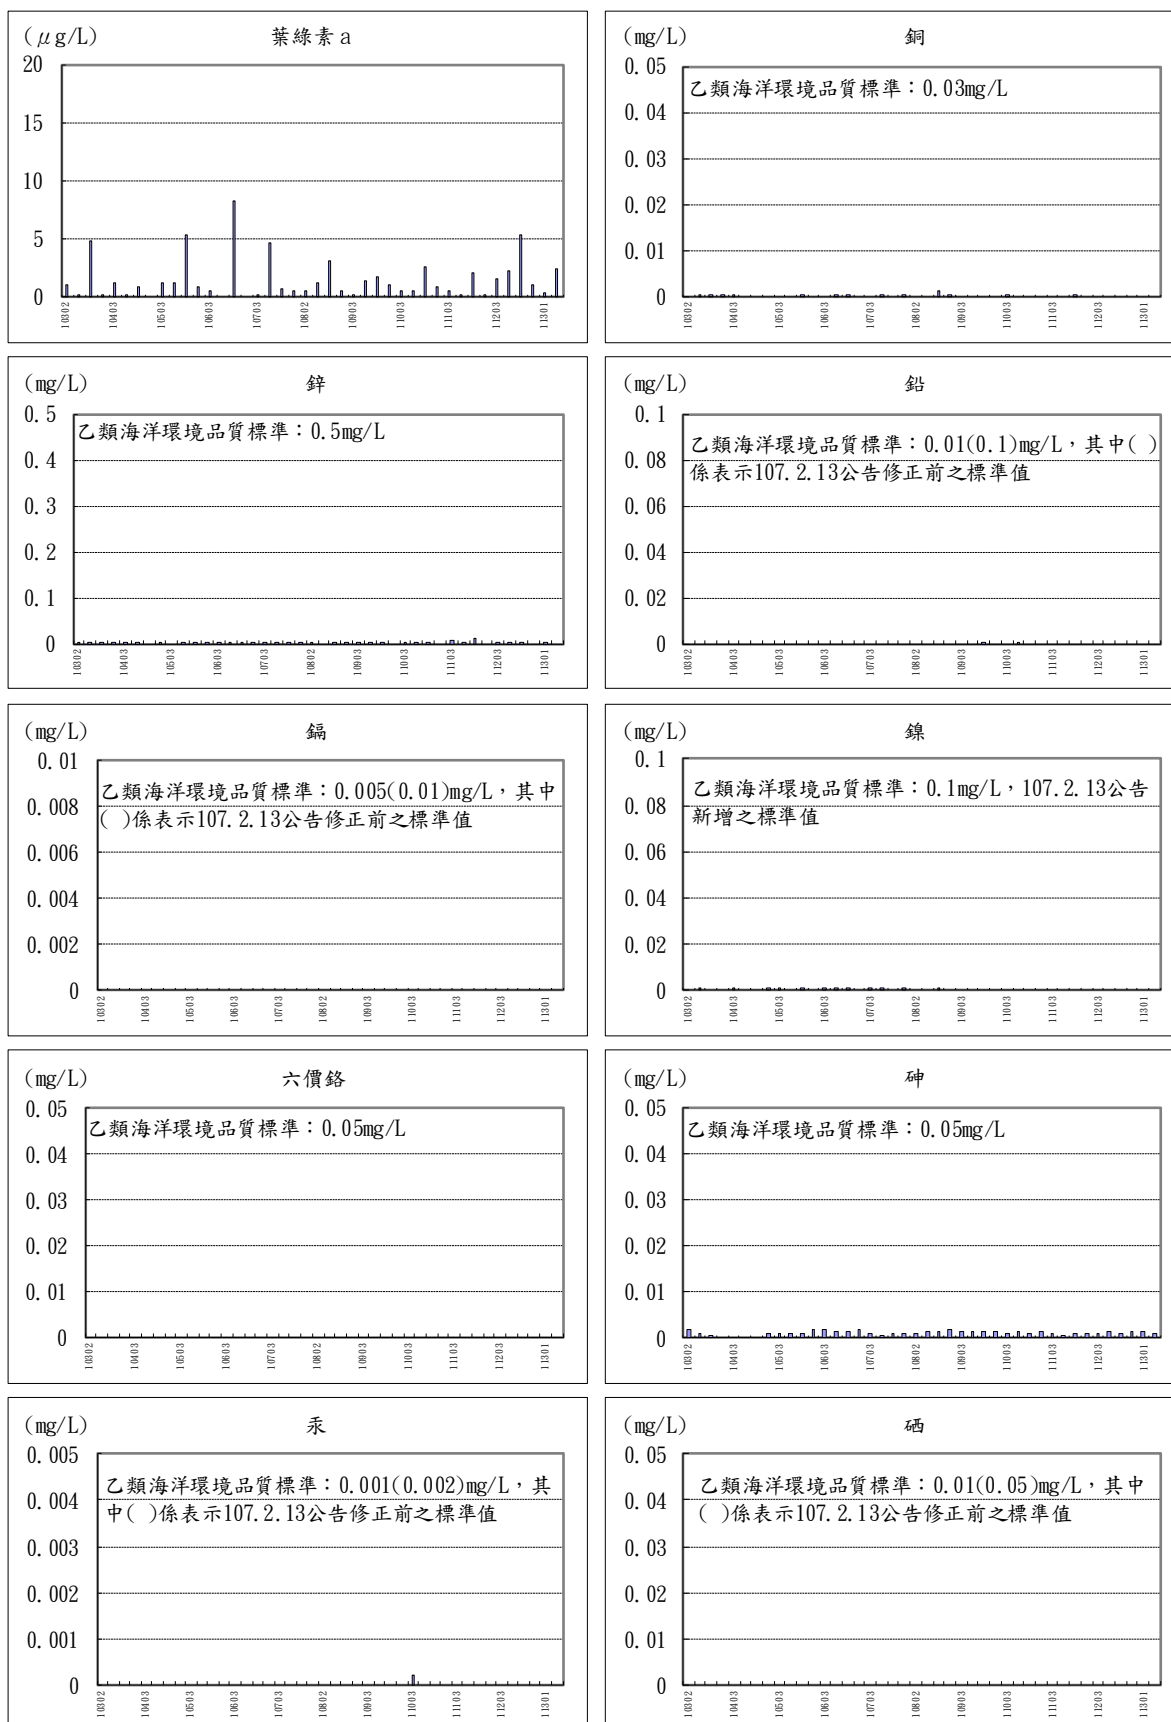 (μg/L) 葉綠素a
20
15
10
5
0
10302 10403 10503 10603 10703 10802 10903 11003 11103 11203 11301
(mg/L) 銅
0.05
乙類海洋環境品質標準：0.03mg/L
0.04
0.03
0.02
0.01
0
10302 10403 10503 10603 10703 10802 10903 11003 11103 11203 11301
(mg/L) 鋅
0.5
乙類海洋環境品質標準：0.5mg/L
0.4
0.3
0.2
0.1
0
10302 10403 10503 10603 10703 10802 10903 11003 11103 11203 11301
(mg/L) 鉛
0.1
乙類海洋環境品質標準：0.01(0.1)mg/L，其中( )
係表示107.2.13公告修正前之標準值
0.08
0.06
0.04
0.02
0
10302 10403 10503 10603 10703 10802 10903 11003 11103 11203 11301
(mg/L) 鎘
0.01
乙類海洋環境品質標準：0.005(0.01)mg/L，其中
( )係表示107.2.13公告修正前之標準值
0.008
0.006
0.004
0.002
0
10302 10403 10503 10603 10703 10802 10903 11003 11103 11203 11301
(mg/L) 鎳
0.1
乙類海洋環境品質標準：0.1mg/L，107.2.13公告
新增之標準值
0.08
0.06
0.04
0.02
0
10302 10403 10503 10603 10703 10802 10903 11003 11103 11203 11301
(mg/L) 六價鉻
0.05
乙類海洋環境品質標準：0.05mg/L
0.04
0.03
0.02
0.01
0
10302 10403 10503 10603 10703 10802 10903 11003 11103 11203 11301
(mg/L) 砷
0.05
乙類海洋環境品質標準：0.05mg/L
0.04
0.03
0.02
0.01
0
10302 10403 10503 10603 10703 10802 10903 11003 11103 11203 11301
(mg/L) 汞
0.005
乙類海洋環境品質標準：0.001(0.002)mg/L，其
中( )係表示107.2.13公告修正前之標準值
0.004
0.003
0.002
0.001
0
10302 10403 10503 10603 10703 10802 10903 11003 11103 11203 11301
(mg/L) 硒
0.05
乙類海洋環境品質標準：0.01(0.05)mg/L，其中
( )係表示107.2.13公告修正前之標準值
0.04
0.03
0.02
0.01
0
10302 10403 10503 10603 10703 10802 10903 11003 11103 11203 11301